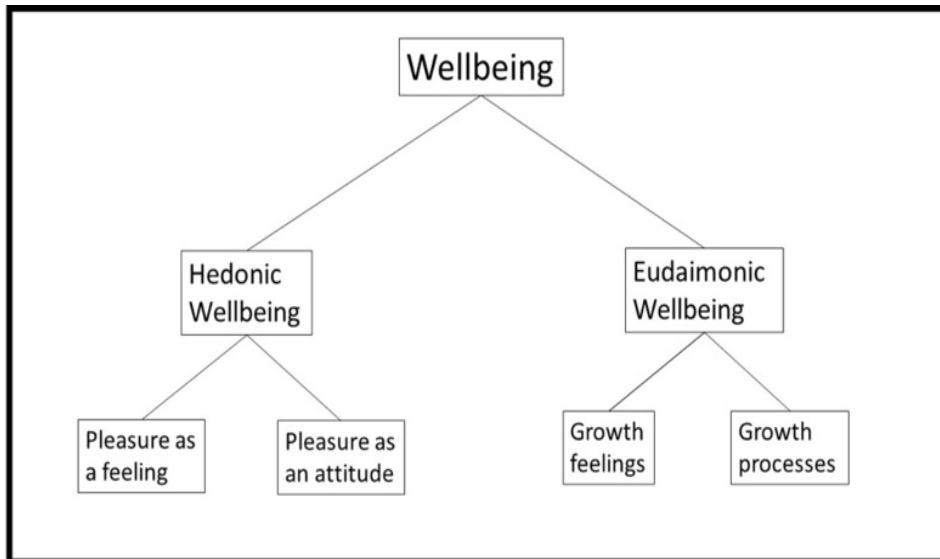 Wellbeing
Hedonic
Wellbeing
Eudaimonic
Wellbeing
Pleasure as
a feeling
Pleasure as
an attitude
Growth
feelings
Growth
processes